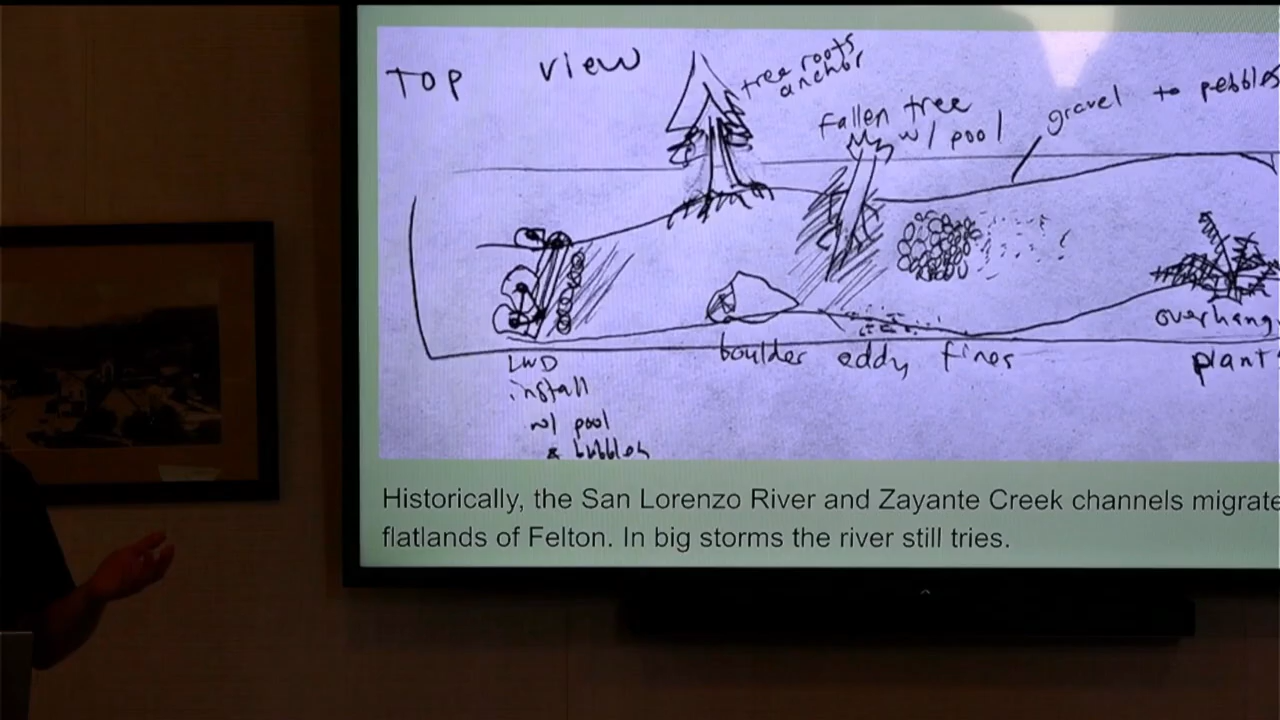 TOP view
tree roots
anchor
fallen tree
w/ pool
gravel to pebbles
LWD
install
w/ pool
& bubbles
boulder eddy fines
overhang
plant
Historically, the San Lorenzo River and Zayante Creek channels migrate
flatlands of Felton. In big storms the river still tries.